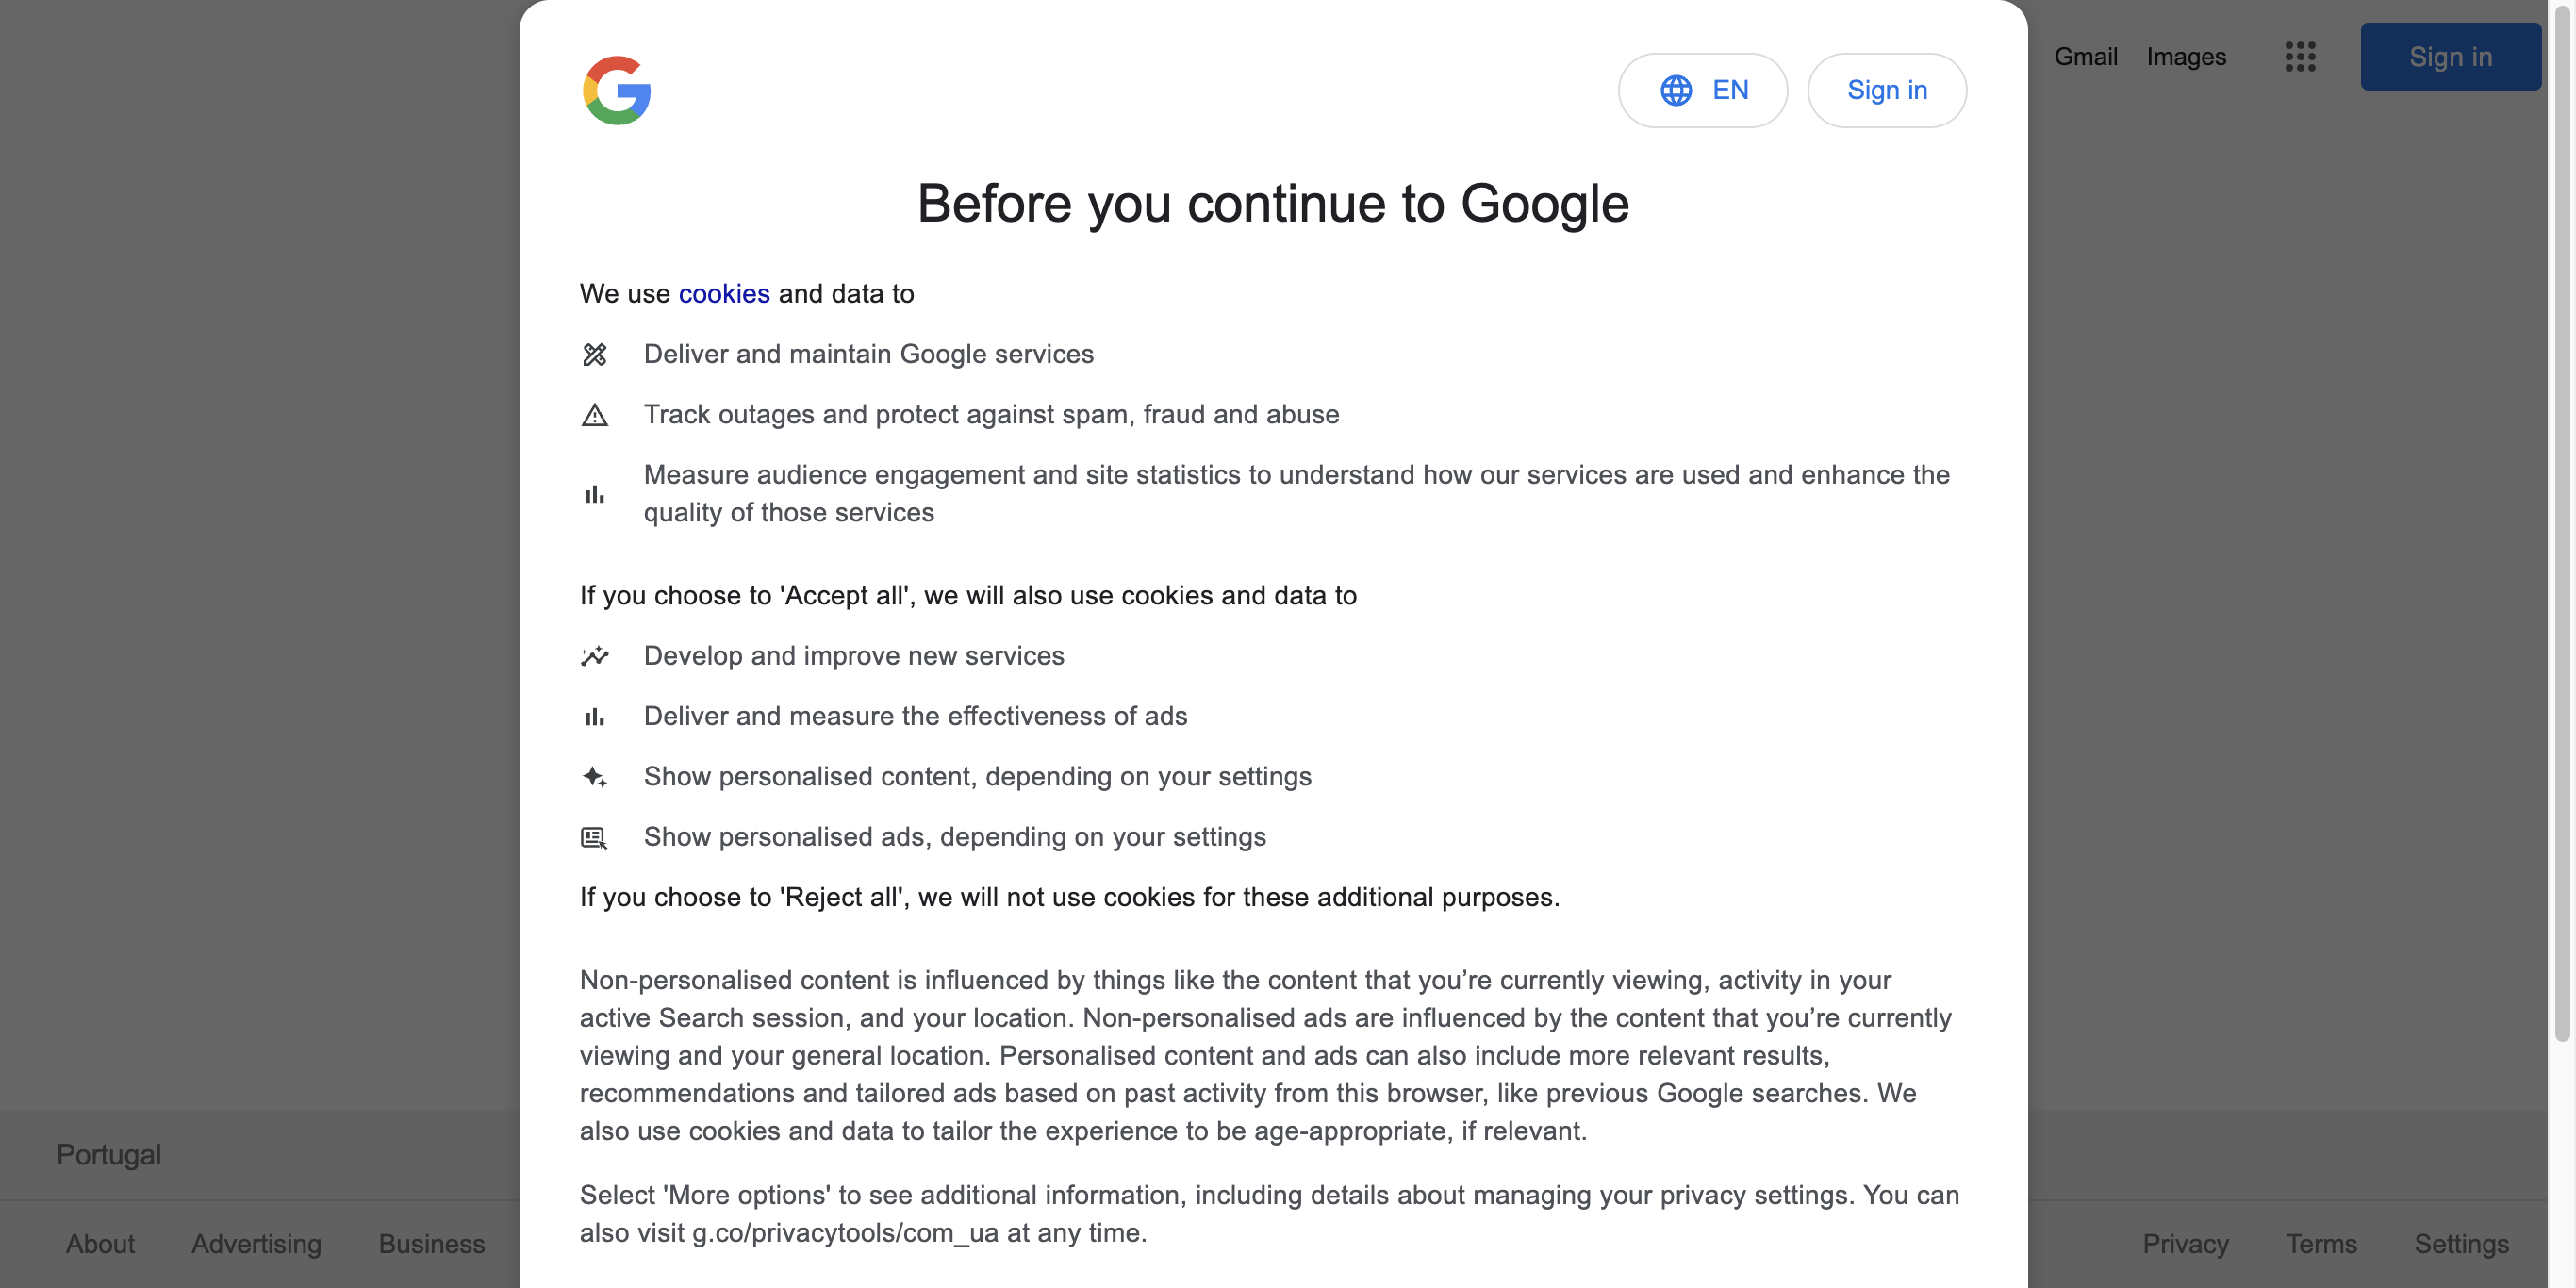 Gmail Images Sign in
EN Sign in
Before you continue to Google
We use cookies and data to
Deliver and maintain Google services
Track outages and protect against spam, fraud and abuse
Measure audience engagement and site statistics to understand how our services are used and enhance the
quality of those services
If you choose to 'Accept all', we will also use cookies and data to
Develop and improve new services
Deliver and measure the effectiveness of ads
Show personalised content, depending on your settings
Show personalised ads, depending on your settings
If you choose to 'Reject all', we will not use cookies for these additional purposes.
Non-personalised content is influenced by things like the content that you’re currently viewing, activity in your
active Search session, and your location. Non-personalised ads are influenced by the content that you’re currently
viewing and your general location. Personalised content and ads can also include more relevant results,
recommendations and tailored ads based on past activity from this browser, like previous Google searches. We
also use cookies and data to tailor the experience to be age-appropriate, if relevant.
Select 'More options' to see additional information, including details about managing your privacy settings. You can
also visit g.co/privacytools/com_ua at any time.
Portugal
About Advertising Business Privacy Terms Settings